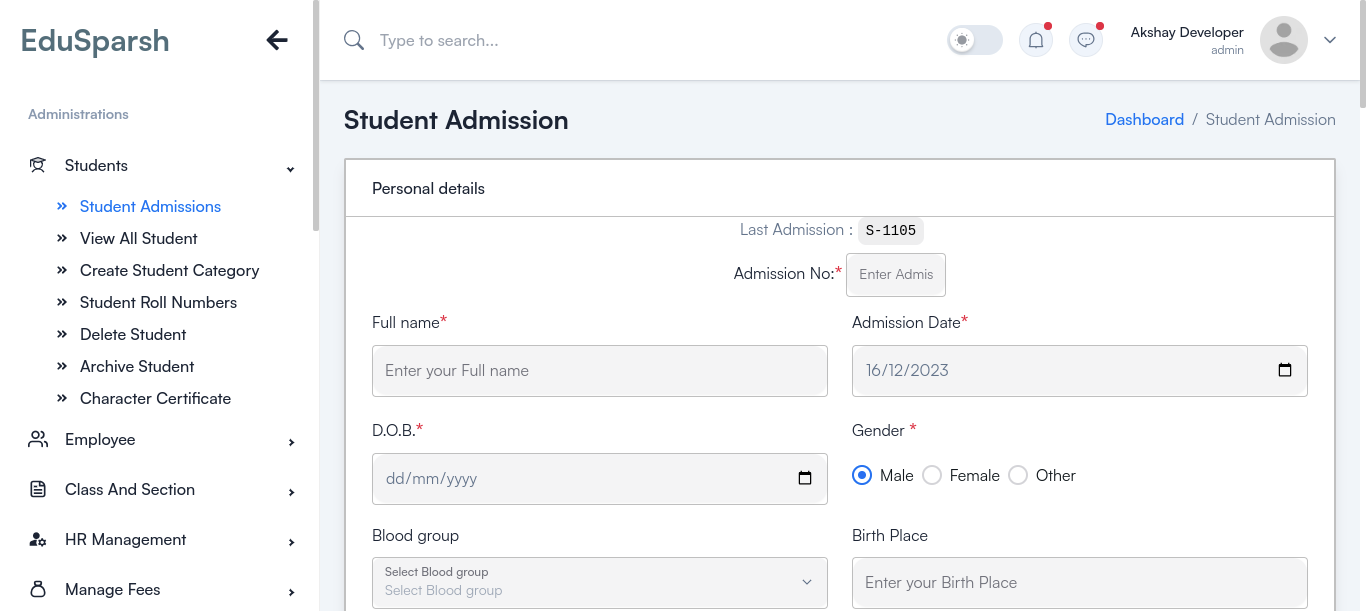 EduSparsh
Type to search...
Akshay Developer
admin
Administrations
Students
Student Admissions
View All Student
Create Student Category
Student Roll Numbers
Delete Student
Archive Student
Character Certificate
Employee
Class And Section
HR Management
Manage Fees
Student Admission
Dashboard / Student Admission
Personal details
Last Admission : S-1105
Admission No:* Enter Admis
Full name*
Enter your Full name
Admission Date*
16/12/2023
D.O.B.*
dd/mm/yyyy
Gender *
Male Female Other
Blood group
Select Blood group
Select Blood group
Birth Place
Enter your Birth Place